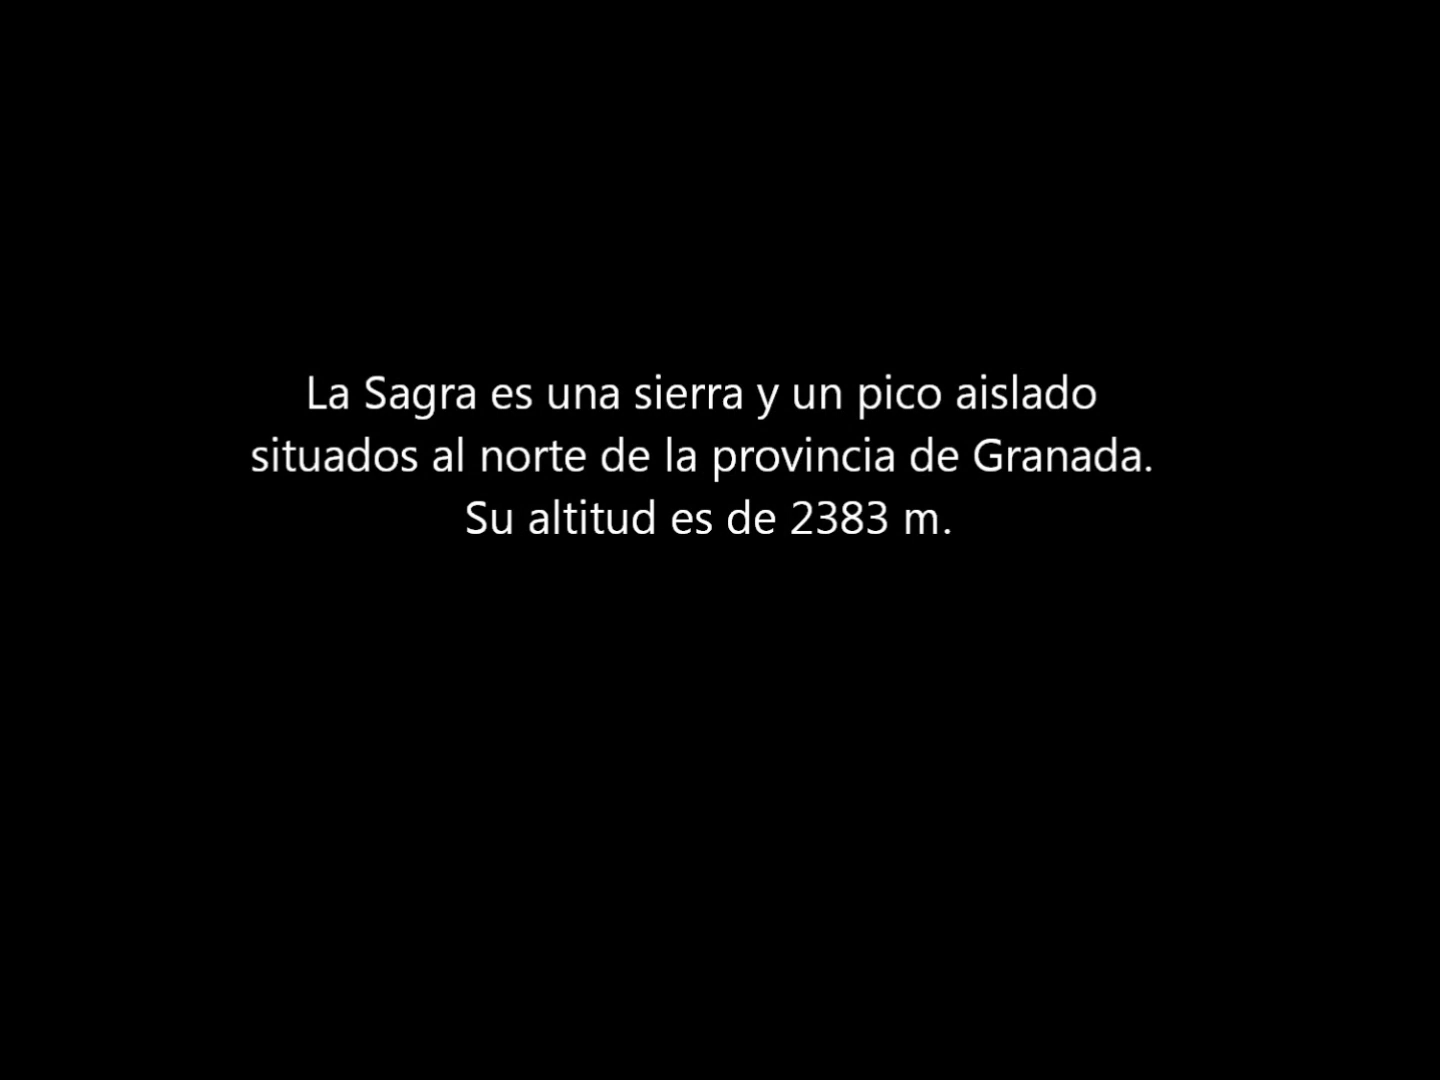 La Sagra es una sierra y un pico aislado
situados al norte de la provincia de Granada.
Su altitud es de 2383 m.